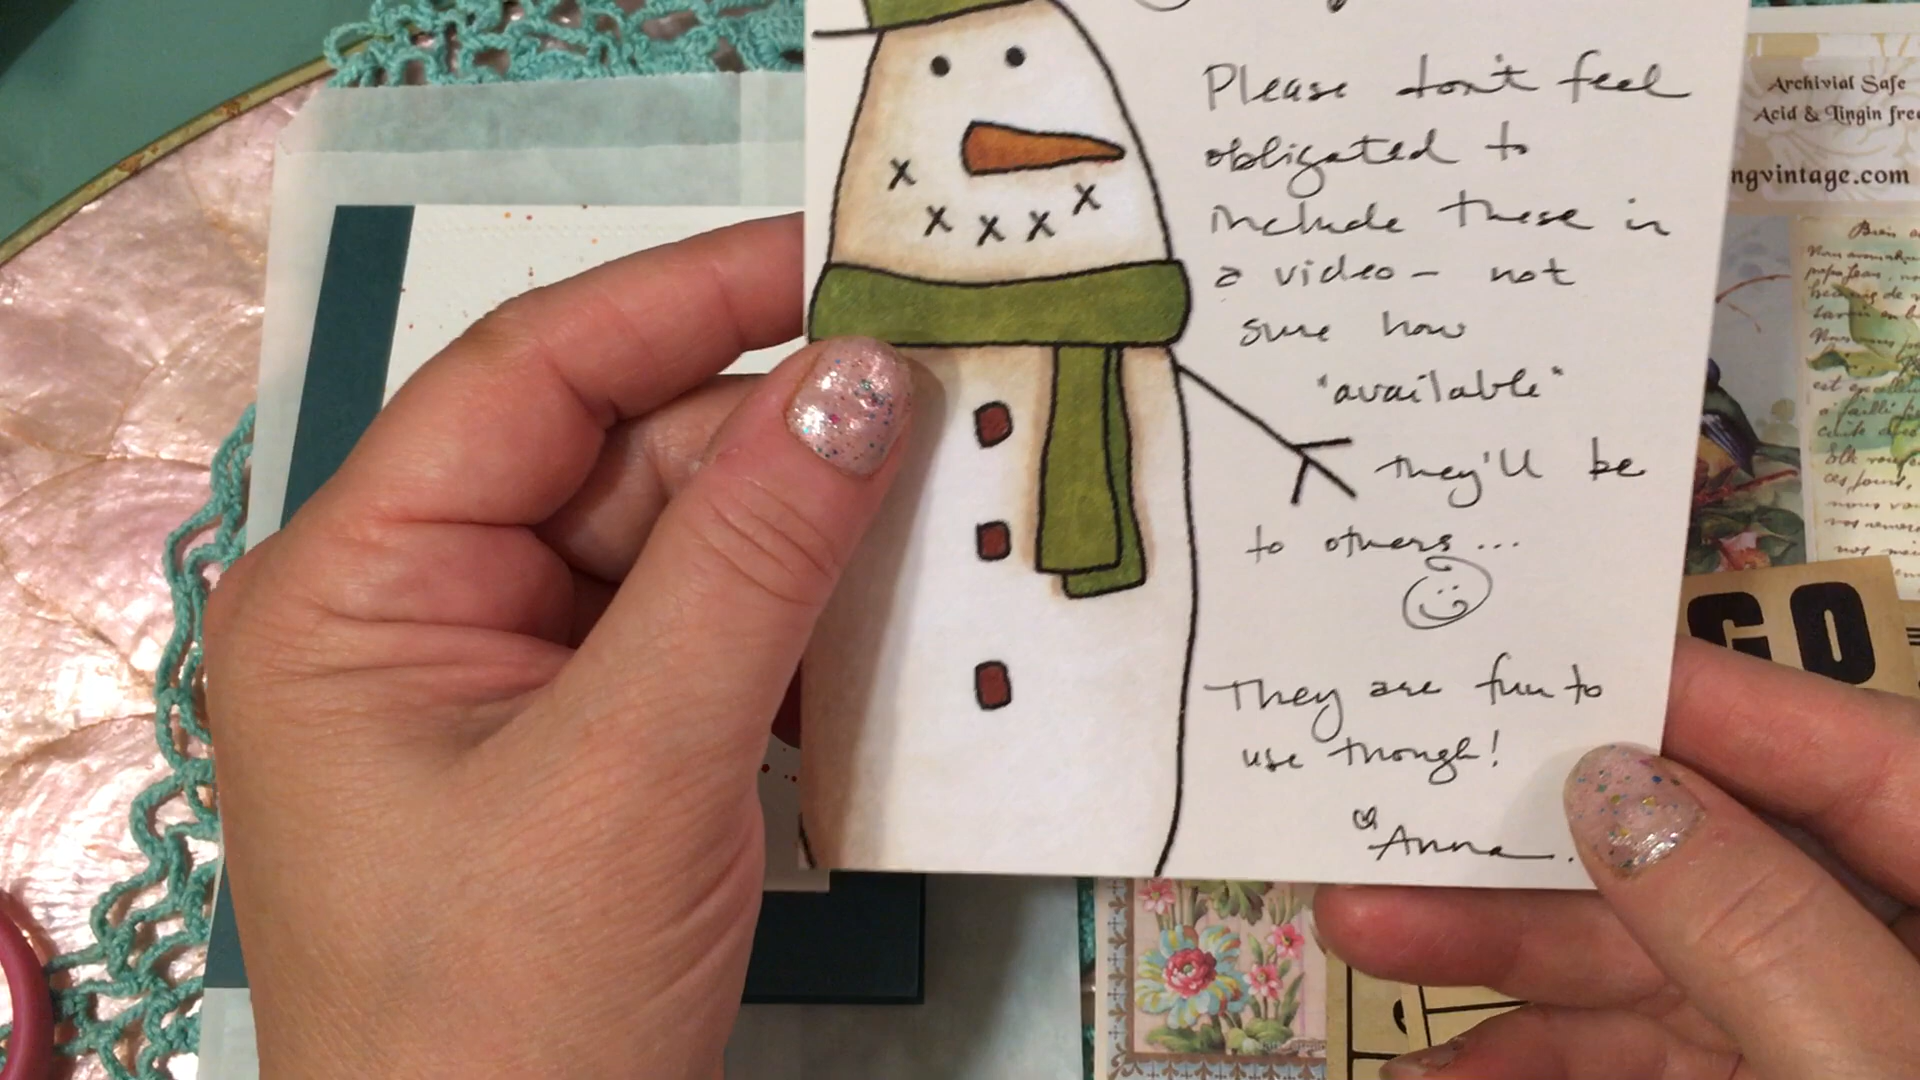 Please don't feel
obligated to
include these in
a video - not
sure how
"available"
they'll be
to others...
They are fun to
use though!
Anna.
Archivial Safe
Acid & Lingin free
ngvintage.com
GO